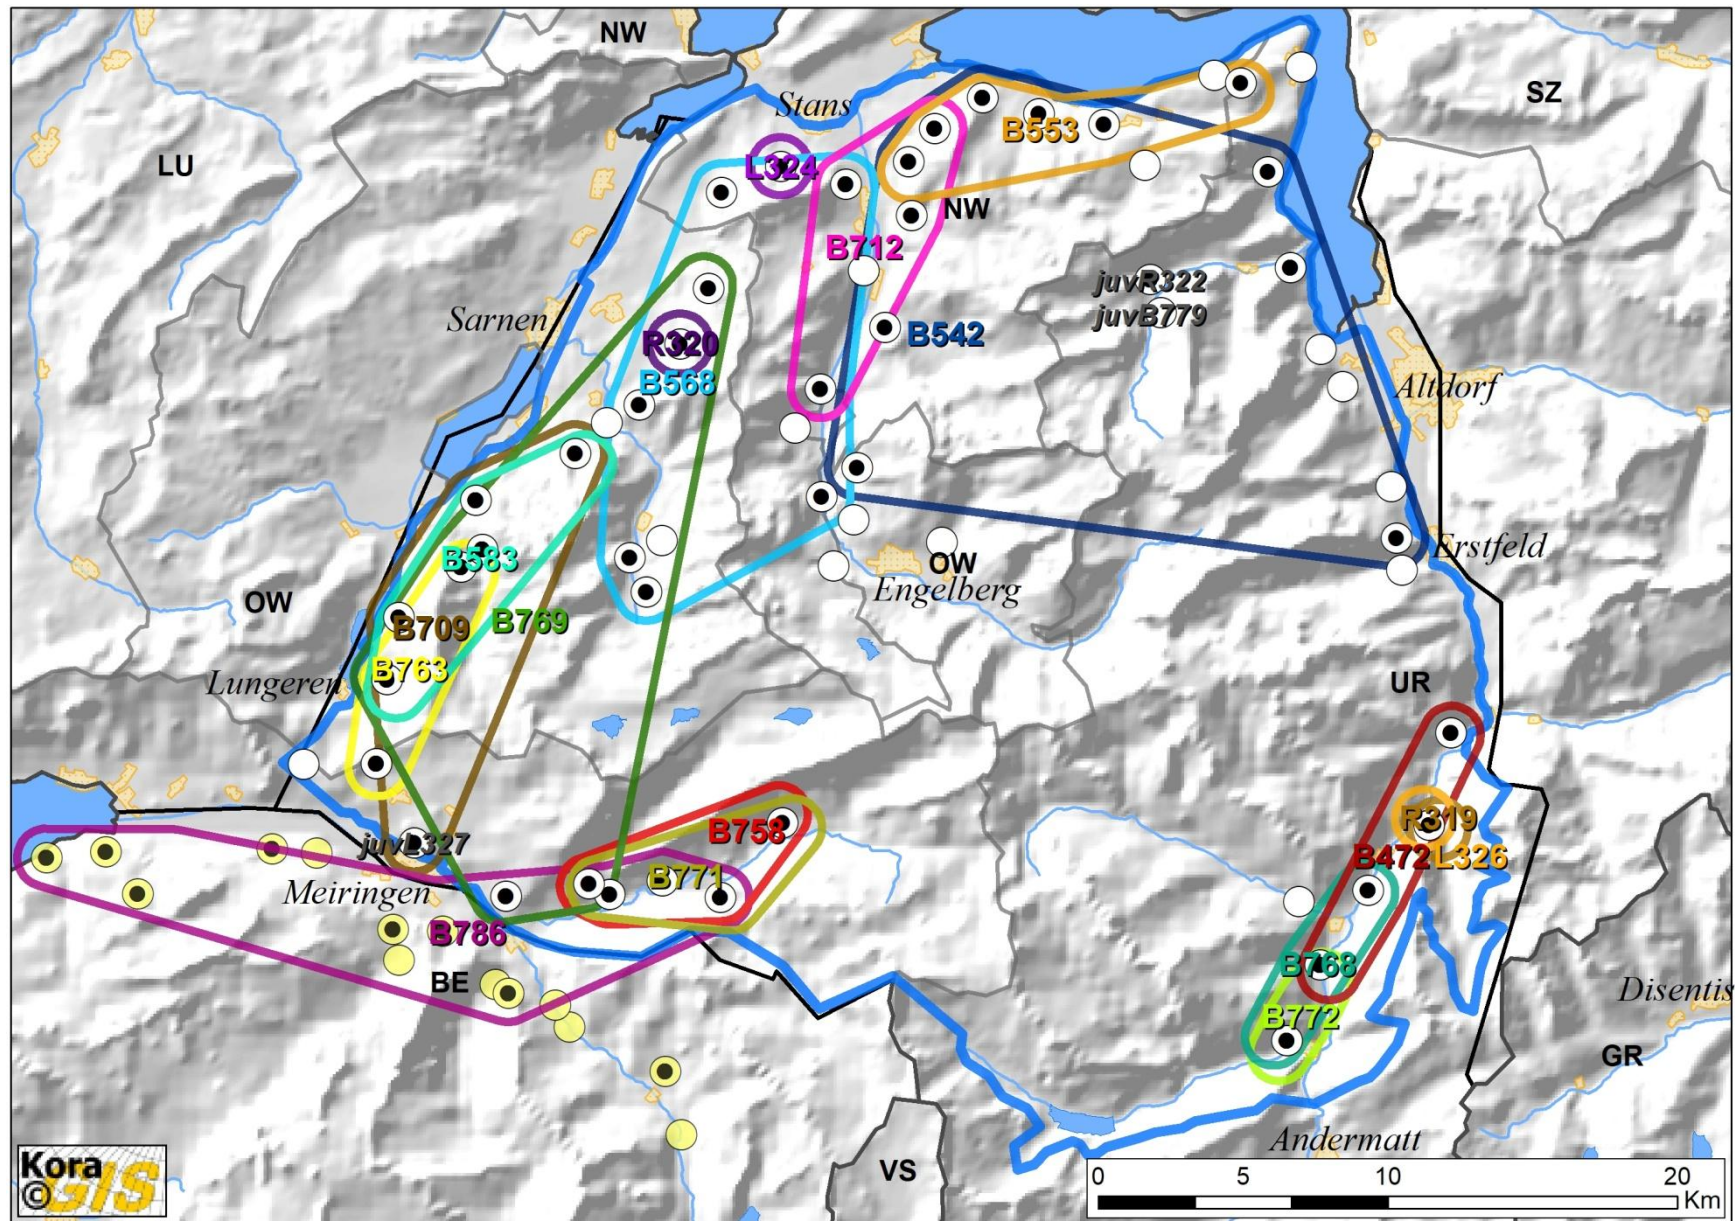 NW
SZ
Stans
B553
LU
L324
NW
B712
juvR322
juvB779
Sarnen
R320
B542
B568
Altdorf
B583
Erstfeld
OW
OW
Engelberg
B709
B769
B763
Lungeren
UR
B758
R319
juvL327
B472
L326
B771
Meiringen
B786
B768
BE
Disentis
B772
GR
Andermatt
VS
Kora
© GIS
0 5 10 20
Km